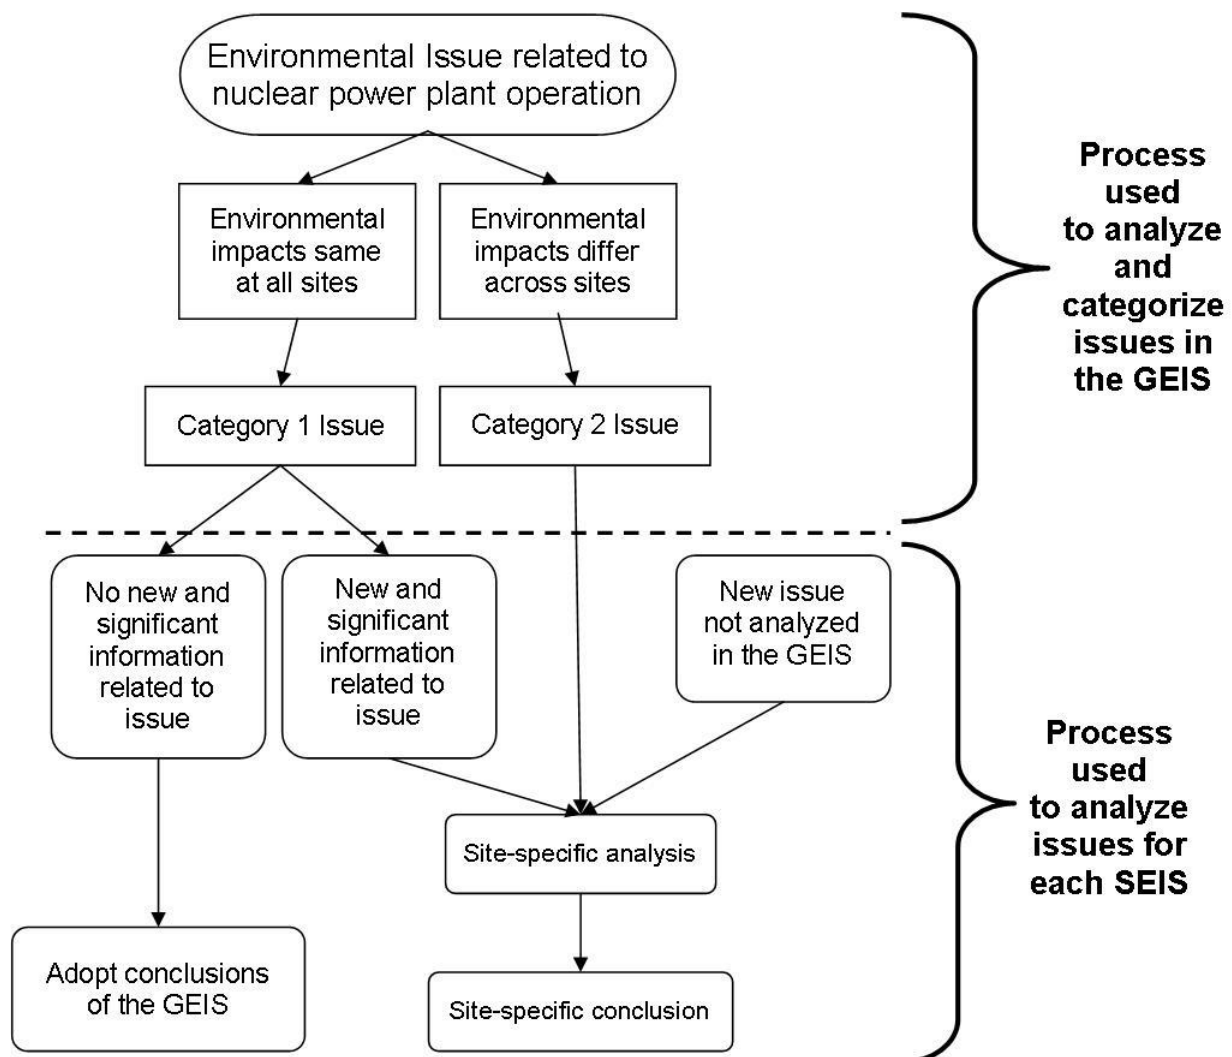 Environmental Issue related to
nuclear power plant operation
Environmental
impacts same
at all sites
Environmental
impacts differ
across sites
Category 1 Issue
Category 2 Issue
Process
used
to analyze
and
categorize
issues in
the GEIS
No new and
significant
information
related to
issue
New and
significant
information
related to
issue
New issue
not analyzed
in the GEIS
Site-specific analysis
Adopt conclusions
of the GEIS
Site-specific conclusion
Process
used
to analyze
issues for
each SEIS